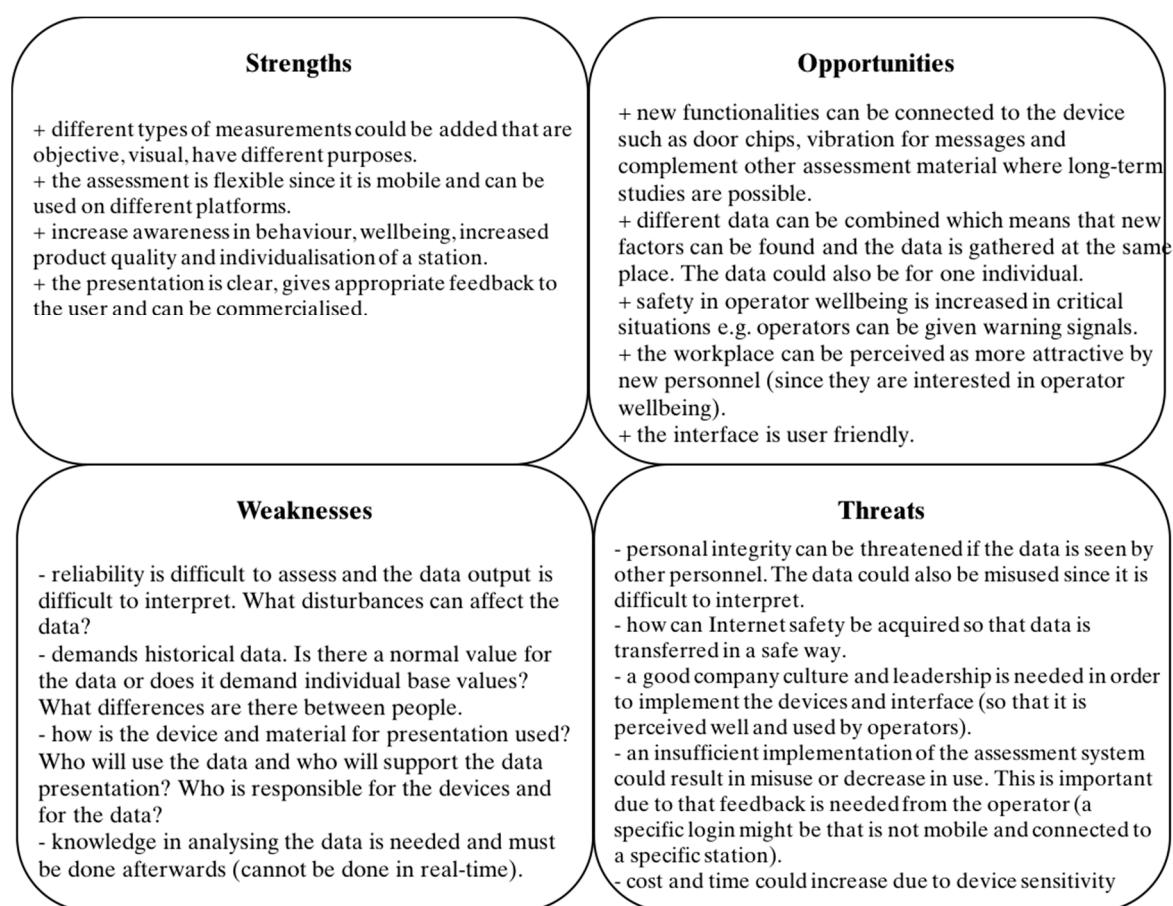 Strengths
+ different types of measurements could be added that are
objective, visual, have different purposes.
+ the assessment is flexible since it is mobile and can be
used on different platforms.
+ increase awareness in behaviour, wellbeing, increased
product quality and individualisation of a station.
+ the presentation is clear, gives appropriate feedback to
the user and can be commercialised.
Opportunities
+ new functionalities can be connected to the device
such as door chips, vibration for messages and
complement other assessment material where long-term
studies are possible.
+ different data can be combined which means that new
factors can be found and the data is gathered at the same
place. The data could also be for one individual.
+ safety in operator wellbeing is increased in critical
situations e.g. operators can be given warning signals.
+ the workplace can be perceived as more attractive by
new personnel (since they are interested in operator
wellbeing).
+ the interface is user friendly.
Weaknesses
- reliability is difficult to assess and the data output is
difficult to interpret. What disturbances can affect the
data?
- demands historical data. Is there a normal value for
the data or does it demand individual base values?
What differences are there between people.
- how is the device and material for presentation used?
Who will use the data and who will support the data
presentation? Who is responsible for the devices and
for the data?
- knowledge in analysing the data is needed and must
be done afterwards (cannot be done in real-time).
Threats
- personal integrity can be threatened if the data is seen by
other personnel. The data could also be misused since it is
difficult to interpret.
- how can Internet safety be acquired so that data is
transferred in a safe way.
- a good company culture and leadership is needed in order
to implement the devices and interface (so that it is
perceived well and used by operators).
- an insufficient implementation of the assessment system
could result in misuse or decrease in use. This is important
due to that feedback is needed from the operator (a
specific login might be that is not mobile and connected to
a specific station).
- cost and time could increase due to device sensitivity